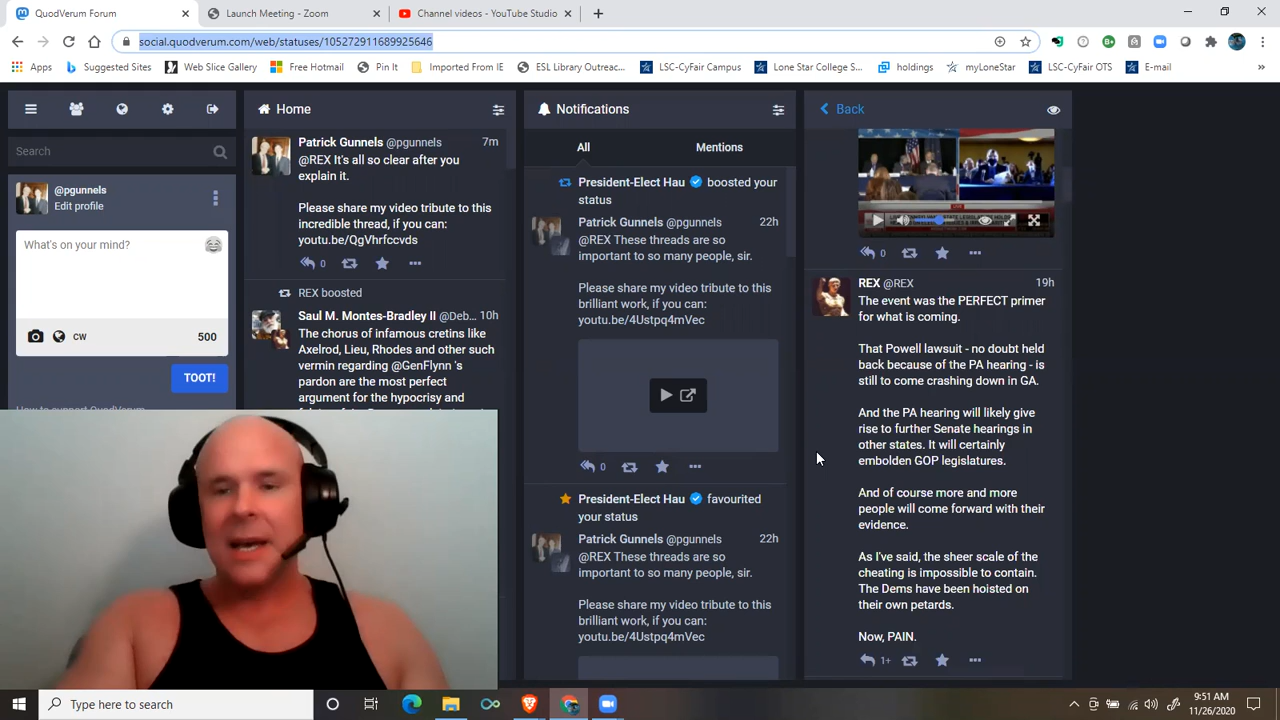 QuodVerum Forum
Launch Meeting - Zoom
Channel videos - YouTube Studio
social.quodverum.com/web/statuses/105272911689925646
Apps
Suggested Sites
Web Slice Gallery
Free Hotmail
Pin It
Imported From IE
ESL Library Outreac...
LSC-CyFair Campus
Lone Star College S...
holdings
myLoneStar
LSC-CyFair OTS
E-mail
»
Search
@pgunnels
Edit profile
What's on your mind?
CW
500
TOOT!
Home
Patrick Gunnels @pgunnels 7m
@REX It's all so clear after you
explain it.
Please share my video tribute to this
incredible thread, if you can:
youtu.be/QgVhrfccvds
0
REX boosted
Saul M. Montes-Bradley II @Deb... 10h
The chorus of infamous cretins like
Axelrod, Lieu, Rhodes and other such
vermin regarding @GenFlynn 's
pardon are the most perfect
Notifications
All
Mentions
President-Elect Hau boosted your
status
Patrick Gunnels @pgunnels 22h
@REX These threads are so
important to so many people, sir.
Please share my video tribute to this
brilliant work, if you can:
youtu.be/4Ustpq4mVec
0
President-Elect Hau favourited
your status
Patrick Gunnels @pgunnels 22h
@REX These threads are so
important to so many people, sir.
Please share my video tribute to this
brilliant work, if you can:
youtu.be/4Ustpq4mVec
Back
LIVE
0
REX @REX 19h
The event was the PERFECT primer
for what is coming.
That Powell lawsuit - no doubt held
back because of the PA hearing - is
still to come crashing down in GA.
And the PA hearing will likely give
rise to further Senate hearings in
other states. It will certainly
embolden GOP legislatures.
And of course more and more
people will come forward with their
evidence.
As I've said, the sheer scale of the
cheating is impossible to contain.
The Dems have been hoisted on
their own petards.
Now, PAIN.
1+
Type here to search
9:51 AM
11/26/2020